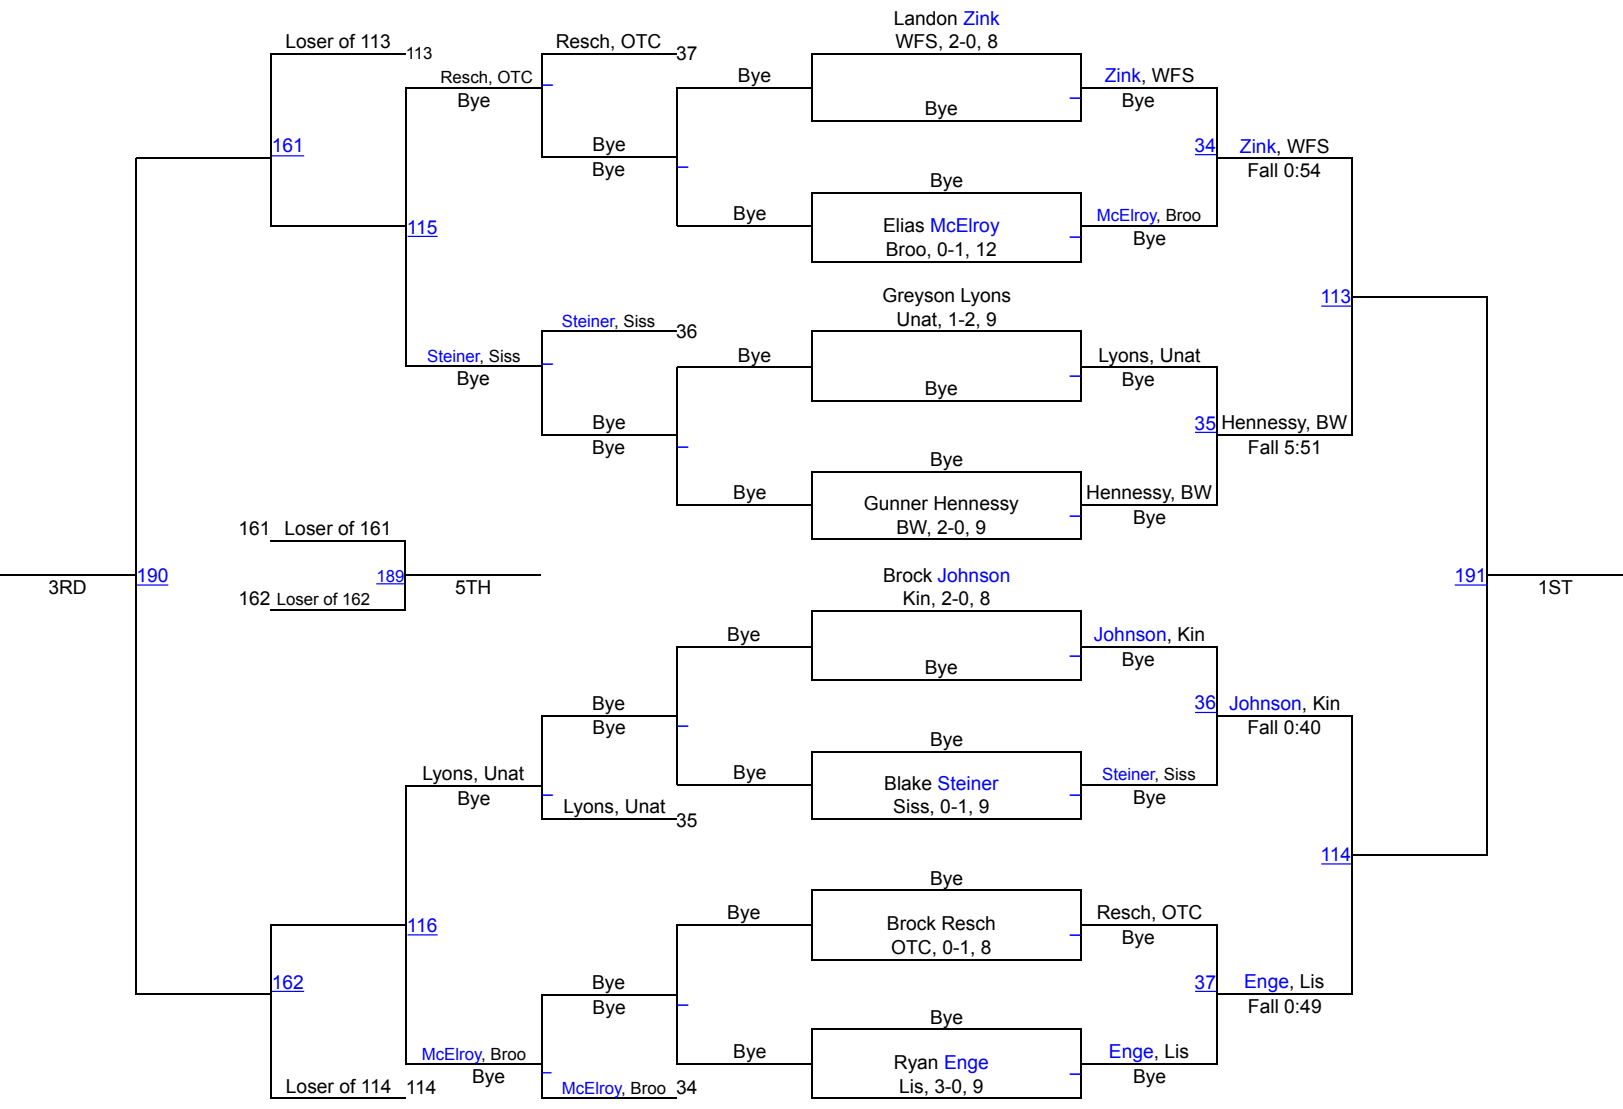 Landon Zink
WFS, 2-0, 8
Loser of 113
113
Resch, OTC
37
Resch, OTC
Bye
Bye
Bye
Zink, WFS
Bye
161
Bye
Bye
34
Zink, WFS
Fall 0:54
Bye
Bye
115
Elias McElroy
Broo, 0-1, 12
McElroy, Broo
Bye
Greyson Lyons
Unat, 1-2, 9
113
Steiner, Siss
36
Steiner, Siss
Bye
Bye
Bye
Lyons, Unat
Bye
Bye
Bye
35
Hennessy, BW
Fall 5:51
Bye
Bye
Gunner Hennessy
BW, 2-0, 9
Hennessy, BW
Bye
161
Loser of 161
190
3RD
189
5TH
162
Loser of 162
191
1ST
Brock Johnson
Kin, 2-0, 8
Bye
Bye
Johnson, Kin
Bye
Bye
Bye
36
Johnson, Kin
Fall 0:40
Bye
Bye
Lyons, Unat
Bye
Blake Steiner
Siss, 0-1, 9
Steiner, Siss
Bye
Lyons, Unat
35
114
Bye
Bye
116
Brock Resch
OTC, 0-1, 8
Resch, OTC
Bye
162
Bye
Bye
37
Enge, Lis
Fall 0:49
Bye
McElroy, Broo
Bye
Bye
Ryan Enge
Lis, 3-0, 9
Enge, Lis
Bye
Loser of 114
114
McElroy, Broo
34